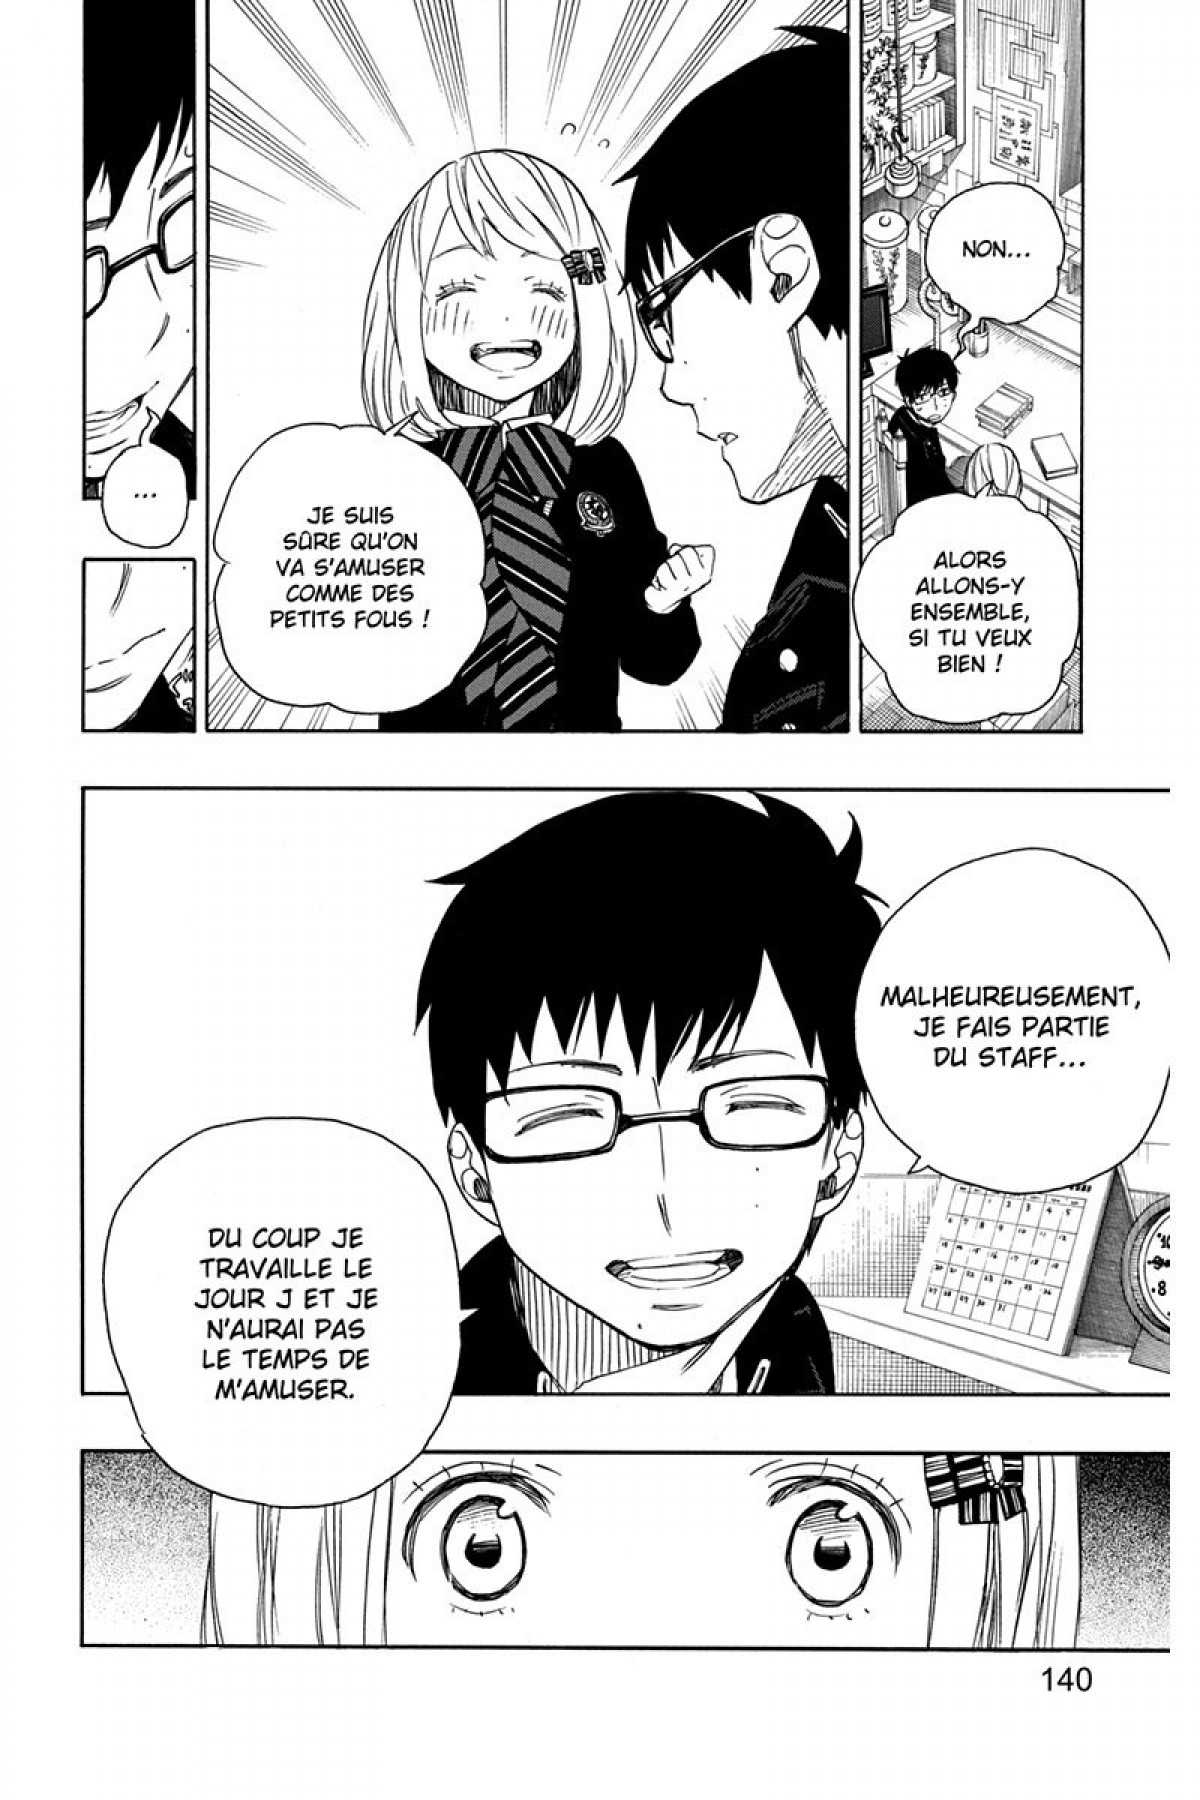 NON...
ALORS
ALLONS-Y
ENSEMBLE,
SI TU VEUX
BIEN !
JE SUIS
SÛRE QU'ON
VA S'AMUSER
COMME DES
PETITS FOUS !
...
MALHEUREUSEMENT,
JE FAIS PARTIE
DU STAFF...
DU COUP JE
TRAVAILLE LE
JOUR J ET JE
N'AURAI PAS
LE TEMPS DE
M'AMUSER.
140